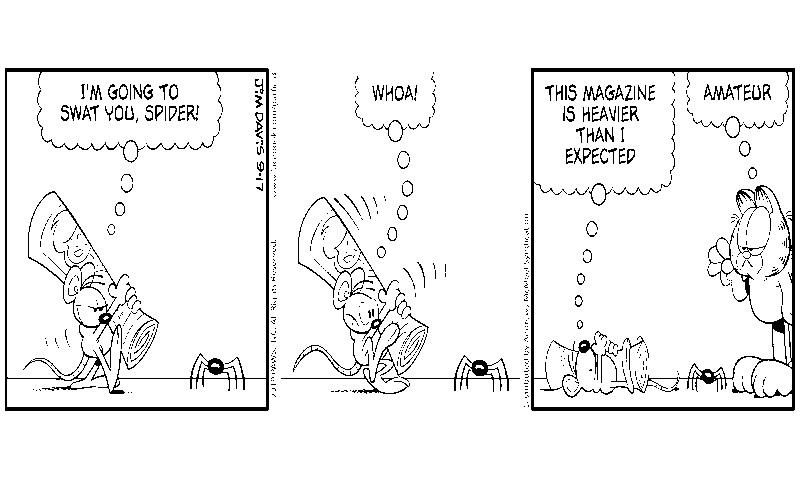 I'M GOING TO
SWAT YOU, SPIDER!
JIM DAVIS 9-17
WHOA!
THIS MAGAZINE
IS HEAVIER
THAN I
EXPECTED
AMATEUR